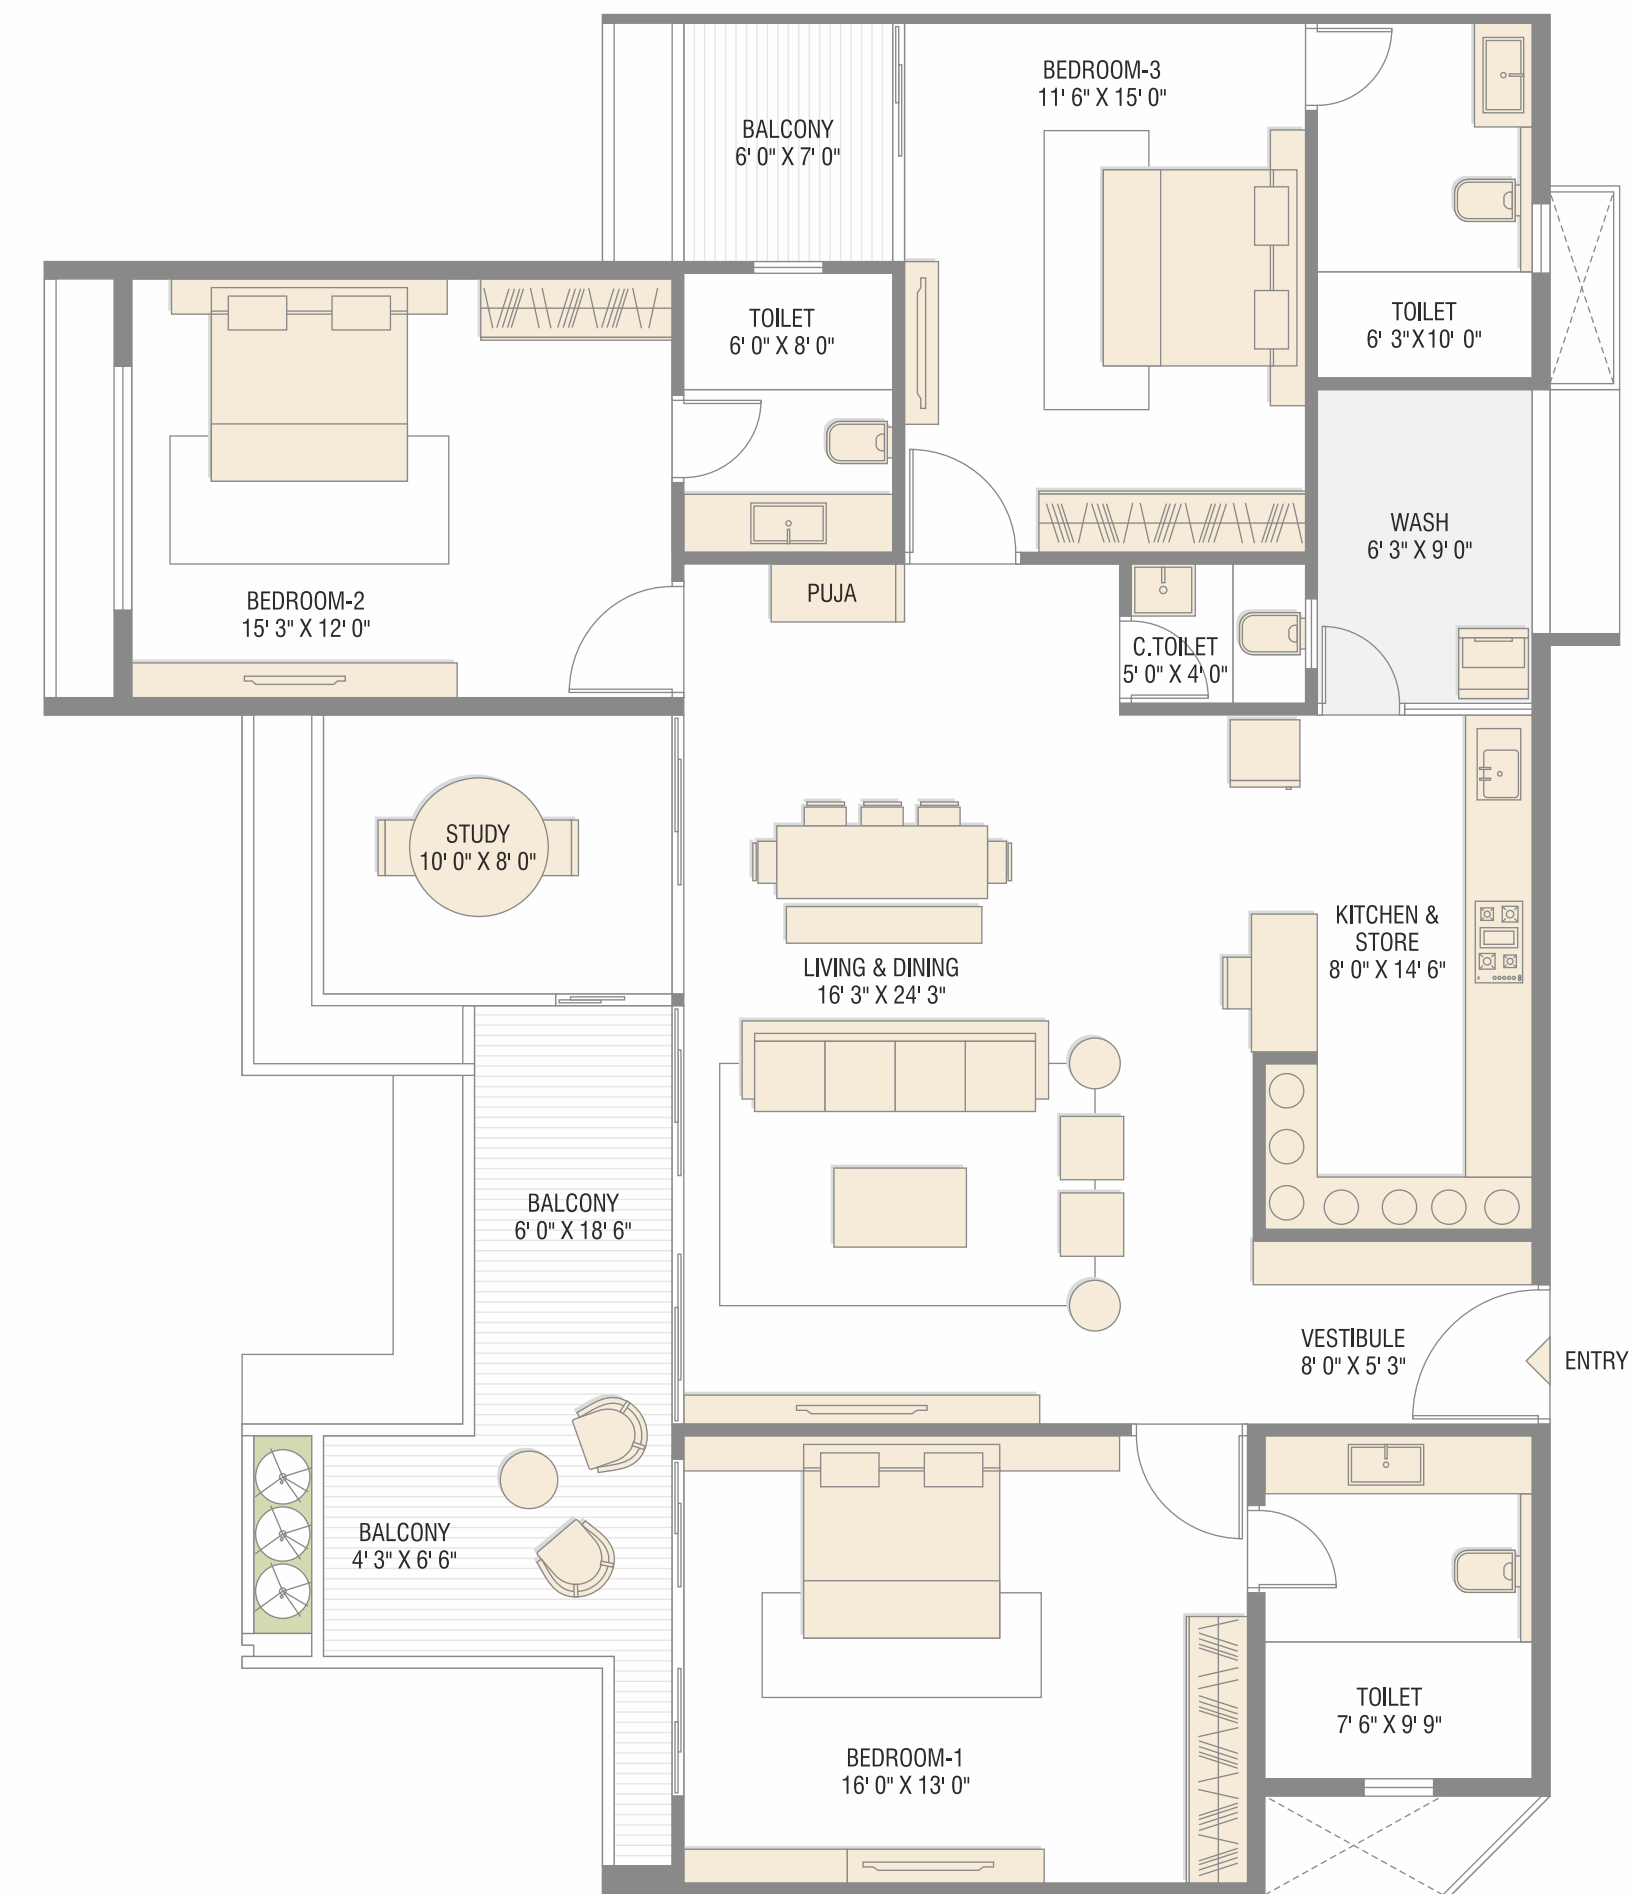 BEDROOM-3
11' 6" X 15' 0"
BALCONY
6' 0" X 7' 0"
TOILET
6' 0" X 8' 0"
TOILET
6' 3" X 10' 0"
WASH
6' 3" X 9' 0"
BEDROOM-2
15' 3" X 12' 0"
PUJA
C.TOILET
5' 0" X 4' 0"
STUDY
10' 0" X 8' 0"
KITCHEN &
STORE
8' 0" X 14' 6"
LIVING & DINING
16' 3" X 24' 3"
BALCONY
6' 0" X 18' 6"
VESTIBULE
8' 0" X 5' 3"
ENTRY
BALCONY
4' 3" X 6' 6"
TOILET
7' 6" X 9' 9"
BEDROOM-1
16' 0" X 13' 0"